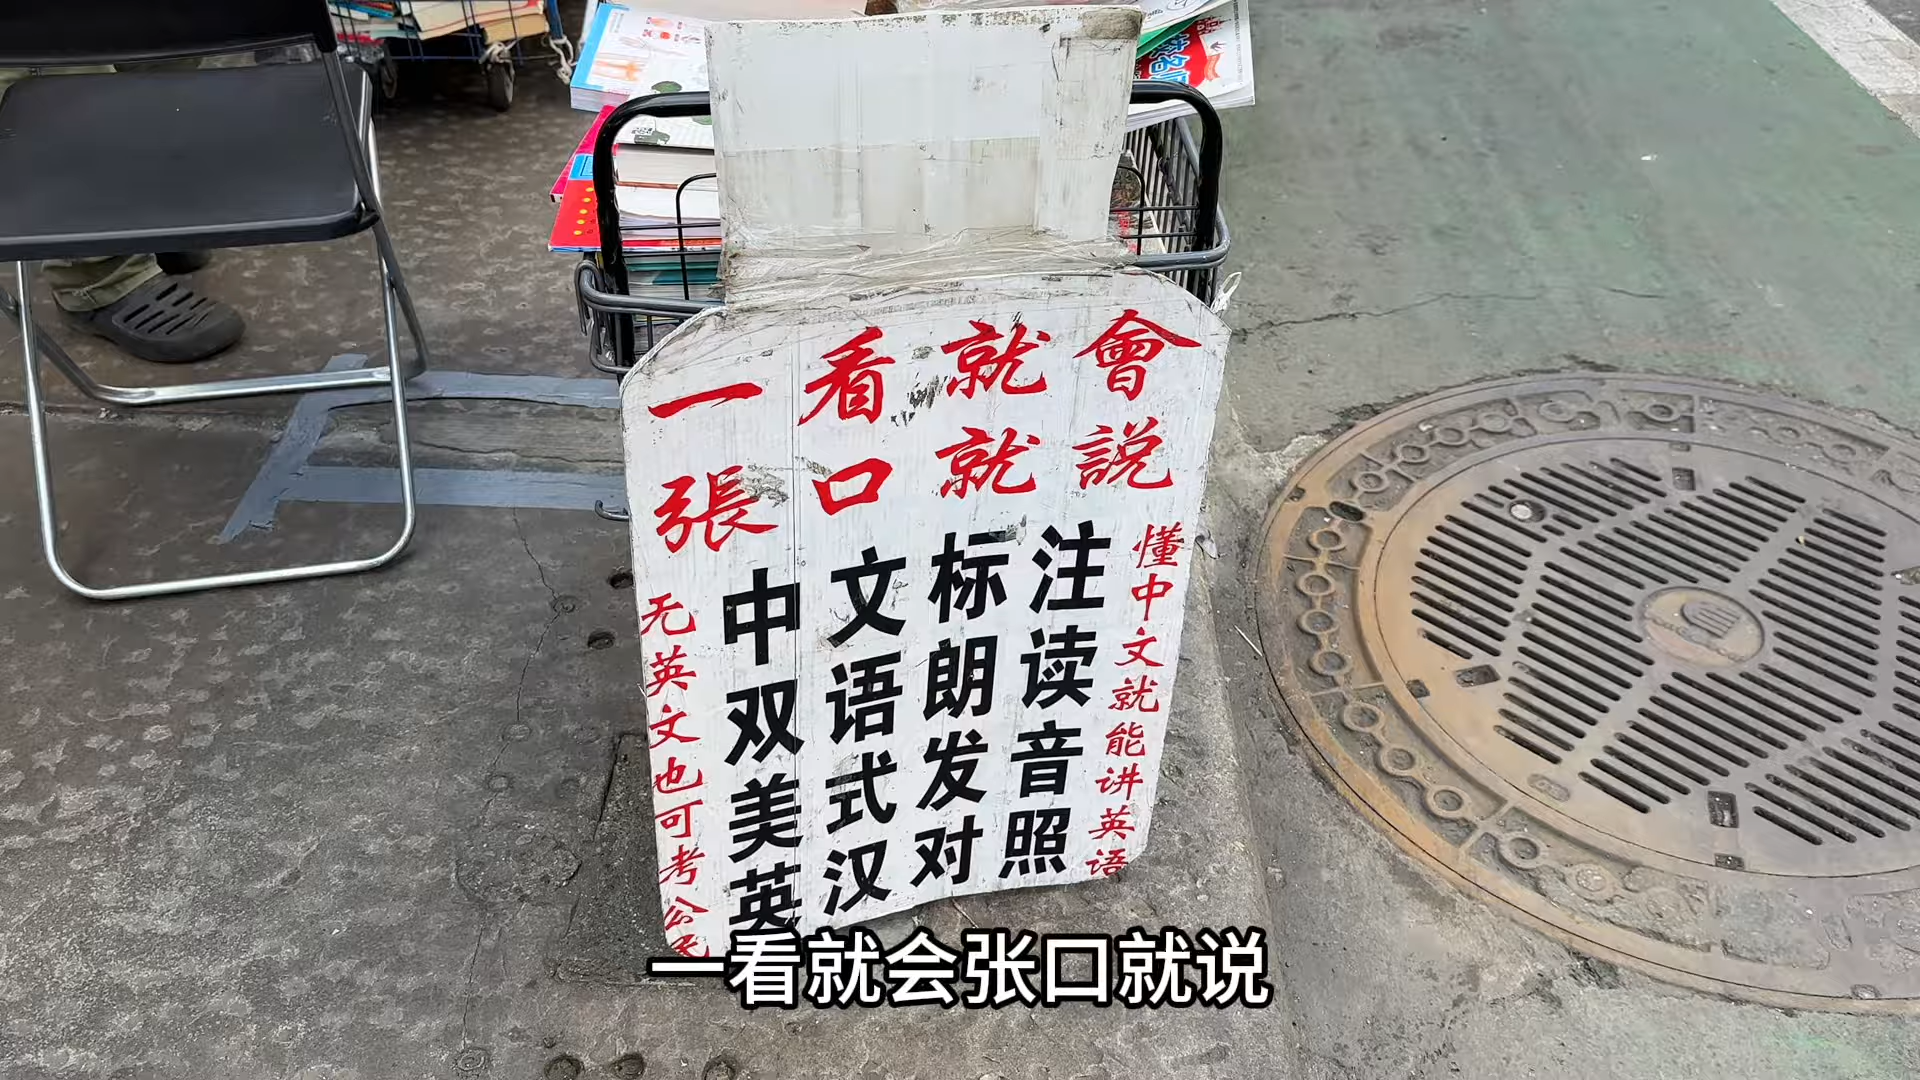 一看就會
張口就説
中文标注
双语朗读
美式发音
英汉对照
无英文也可考公民
懂中文就能讲英语
一看就会张口就说